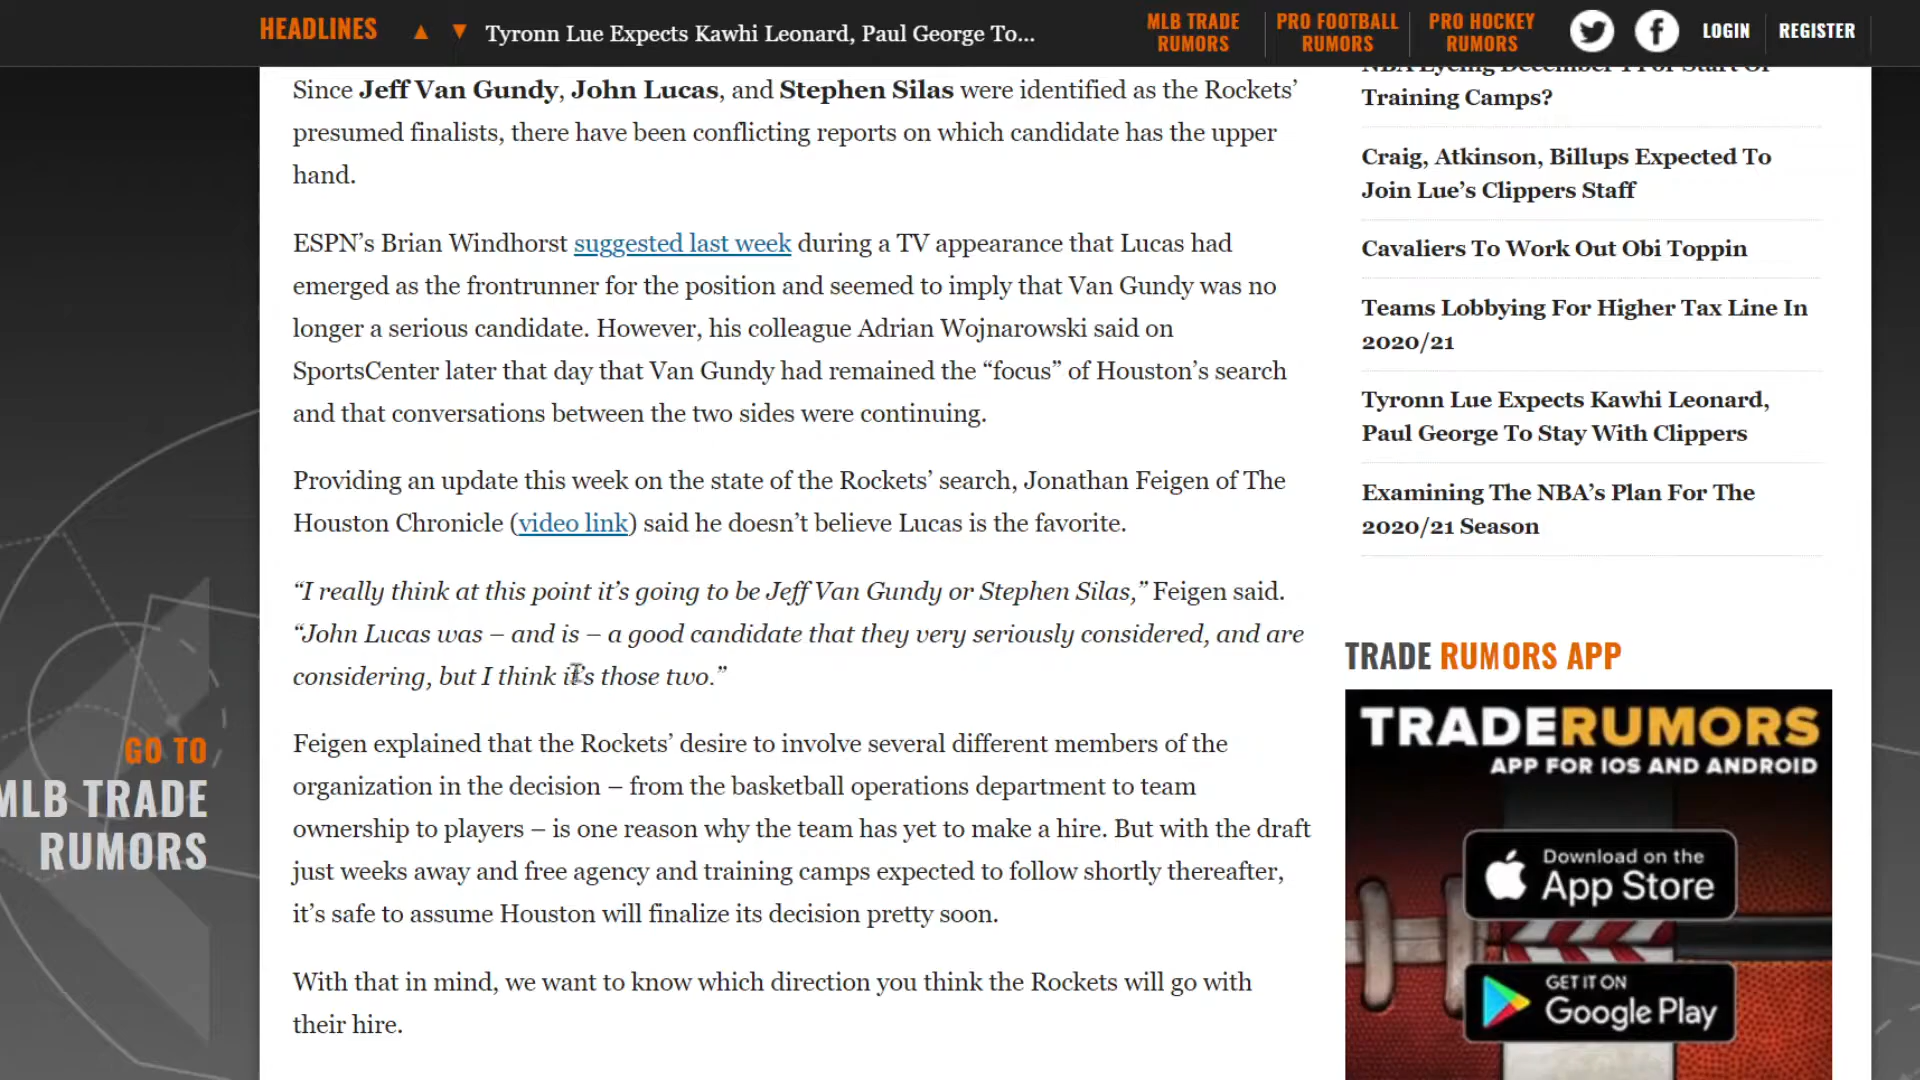 HEADLINES ▲ ▼ Tyronn Lue Expects Kawhi Leonard, Paul George To...
MLB TRADE
RUMORS
PRO FOOTBALL
RUMORS
PRO HOCKEY
RUMORS
LOGIN
REGISTER
Since Jeff Van Gundy, John Lucas, and Stephen Silas were identified as the Rockets’
presumed finalists, there have been conflicting reports on which candidate has the upper
hand.
ESPN’s Brian Windhorst suggested last week during a TV appearance that Lucas had
emerged as the frontrunner for the position and seemed to imply that Van Gundy was no
longer a serious candidate. However, his colleague Adrian Wojnarowski said on
SportsCenter later that day that Van Gundy had remained the “focus” of Houston’s search
and that conversations between the two sides were continuing.
Providing an update this week on the state of the Rockets’ search, Jonathan Feigen of The
Houston Chronicle (video link) said he doesn’t believe Lucas is the favorite.
“I really think at this point it’s going to be Jeff Van Gundy or Stephen Silas,” Feigen said.
“John Lucas was – and is – a good candidate that they very seriously considered, and are
considering, but I think it’s those two.”
Feigen explained that the Rockets’ desire to involve several different members of the
organization in the decision – from the basketball operations department to team
ownership to players – is one reason why the team has yet to make a hire. But with the draft
just weeks away and free agency and training camps expected to follow shortly thereafter,
it’s safe to assume Houston will finalize its decision pretty soon.
With that in mind, we want to know which direction you think the Rockets will go with
their hire.
NBA Eyeing December 1 For Start Of
Training Camps?
Craig, Atkinson, Billups Expected To
Join Lue’s Clippers Staff
Cavaliers To Work Out Obi Toppin
Teams Lobbying For Higher Tax Line In
2020/21
Tyronn Lue Expects Kawhi Leonard,
Paul George To Stay With Clippers
Examining The NBA’s Plan For The
2020/21 Season
TRADE RUMORS APP
TRADERUMORS
APP FOR IOS AND ANDROID
Download on the
App Store
GET IT ON
Google Play
GO TO
MLB TRADE
RUMORS